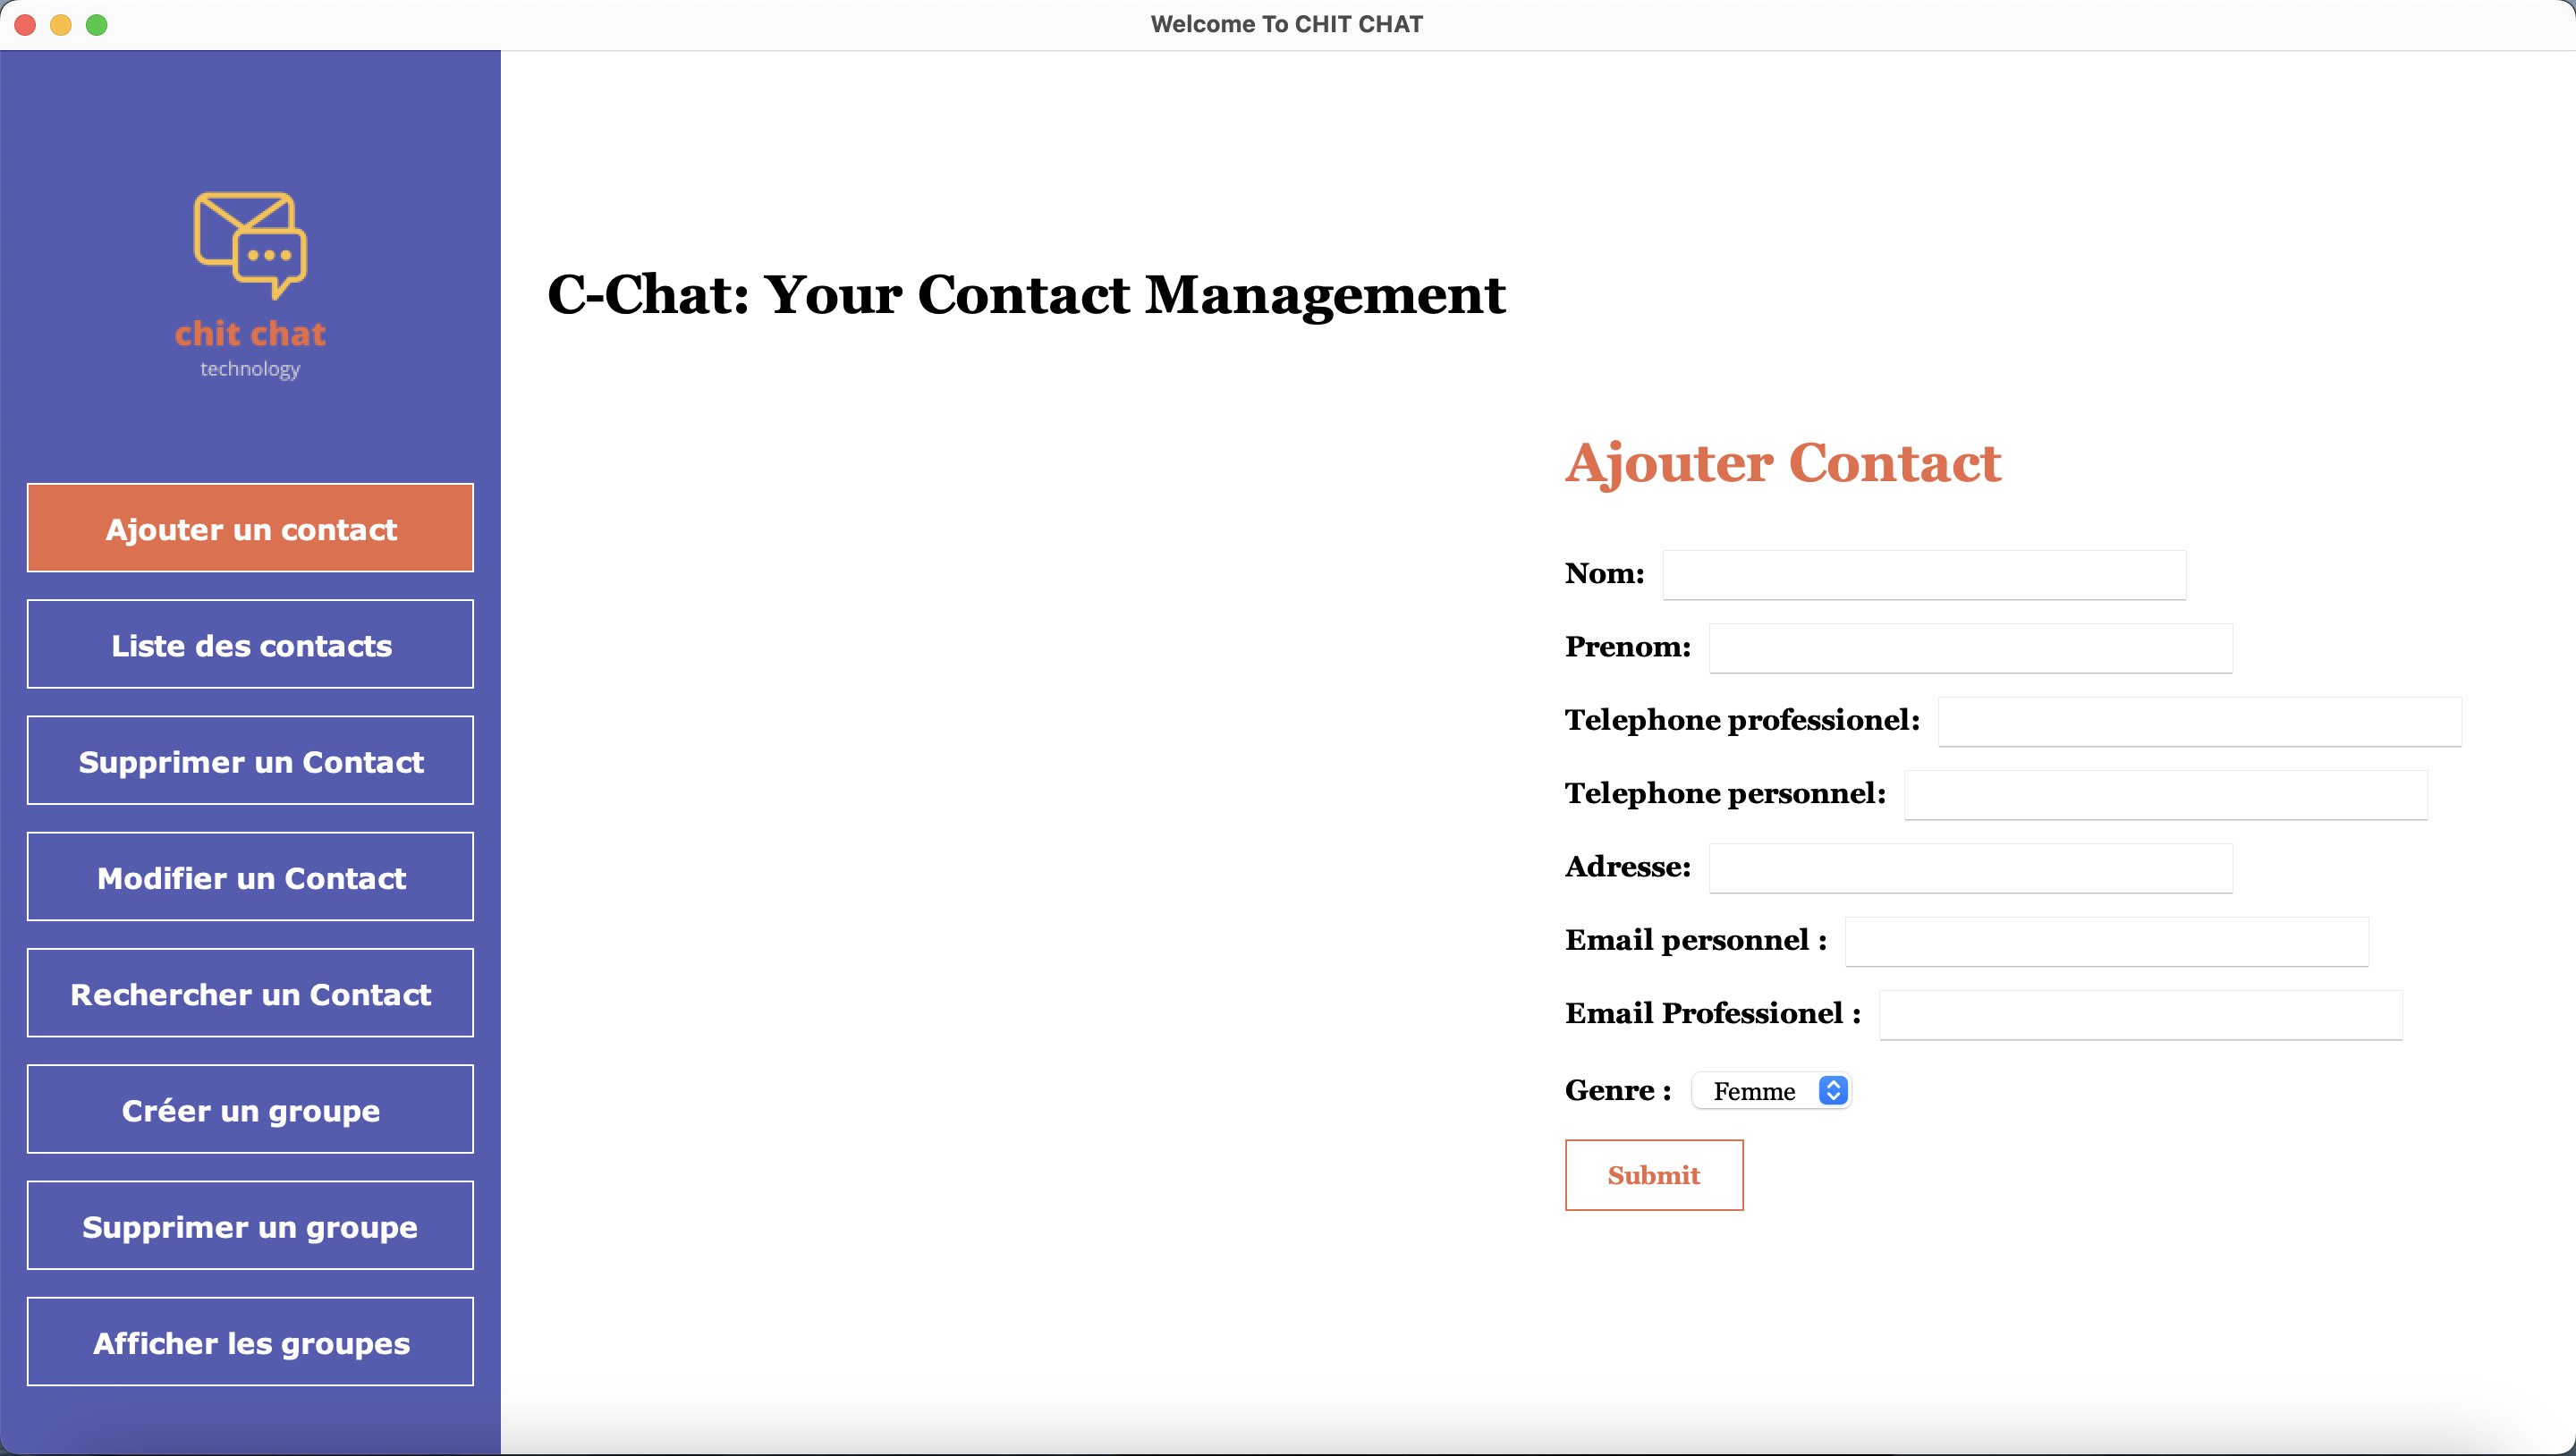 Welcome To CHIT CHAT
chit chat
technology
Ajouter un contact
Liste des contacts
Supprimer un Contact
Modifier un Contact
Rechercher un Contact
Créer un groupe
Supprimer un groupe
Afficher les groupes
C-Chat: Your Contact Management
Ajouter Contact
Nom:
Prenom:
Telephone professionel:
Telephone personnel:
Adresse:
Email personnel :
Email Professionel :
Genre : Femme
Submit